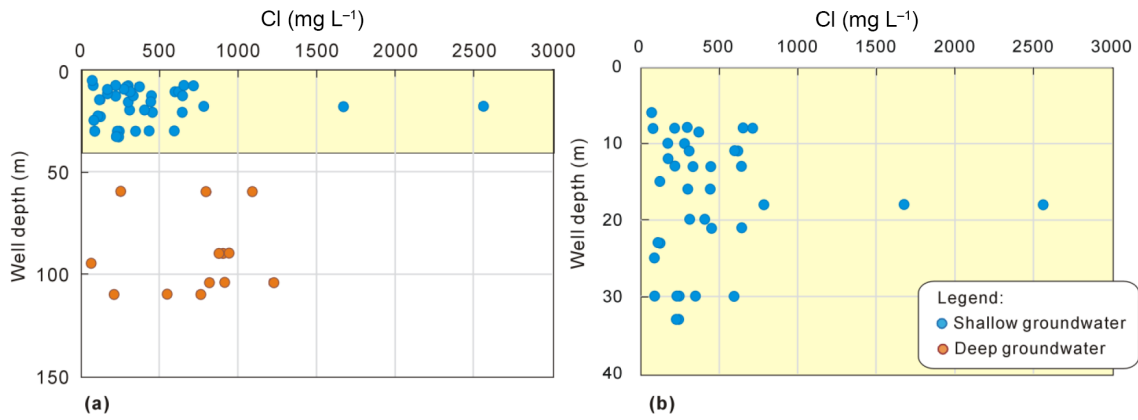 Cl (mg L⁻¹)
0 500 1000 1500 2000 2500 3000
0
50
100
150
Well depth (m)
(a)
Cl (mg L⁻¹)
0 500 1000 1500 2000 2500 3000
0
10
20
30
40
Well depth (m)
Legend:
Shallow groundwater
Deep groundwater
(b)